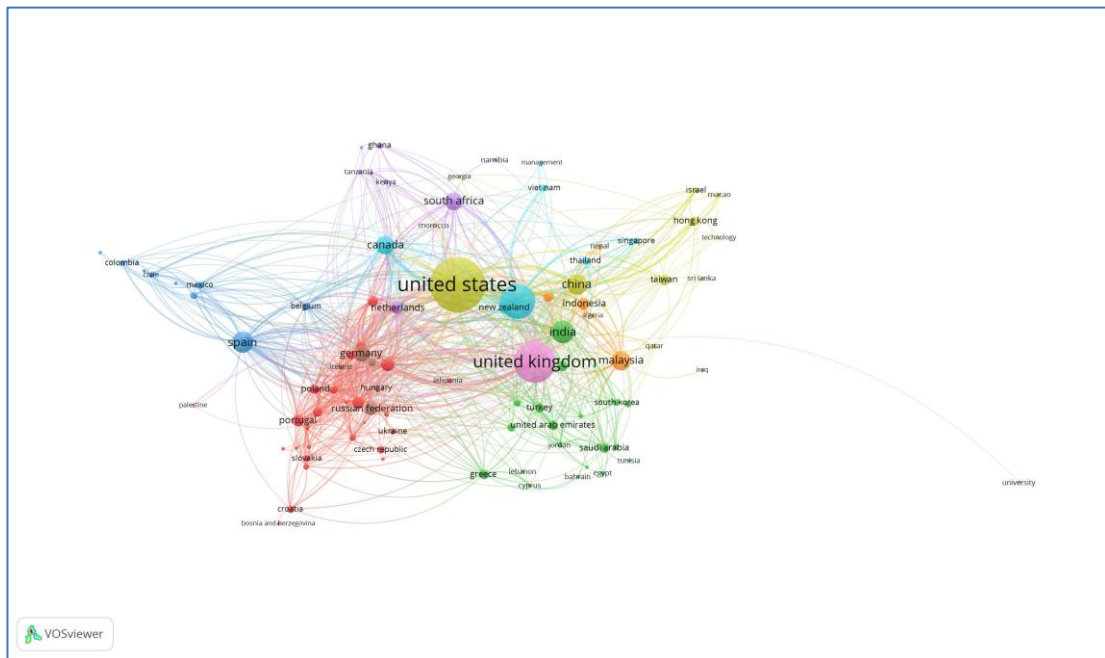 ghana
namibia
management
tanzania
kenya
georgia
vietnam
israel
macao
south africa
hong kong
morocco
technology
canada
singapore
nepal
thailand
colombia
chile
mexico
united states
china
taiwan
sri lanka
belgium
netherlands
new zealand
indonesia
algeria
india
spain
germany
iceland
united kingdom
malaysia
qatar
iraq
lithuania
poland
hungary
palestine
portugal
russian federation
turkey
south korea
ukraine
united arab emirates
czech republic
jordan
saudi arabia
slovakia
tunisia
greece
lebanon
bahrain
egypt
cyprus
university
croatia
bosnia and herzegovina
VOSviewer